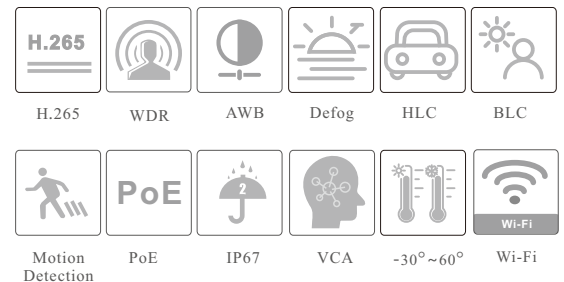 H.265
H.265 WDR AWB Defog HLC BLC
PoE 2 Wi-Fi
Motion Detection PoE IP67 VCA -30°~60° Wi-Fi